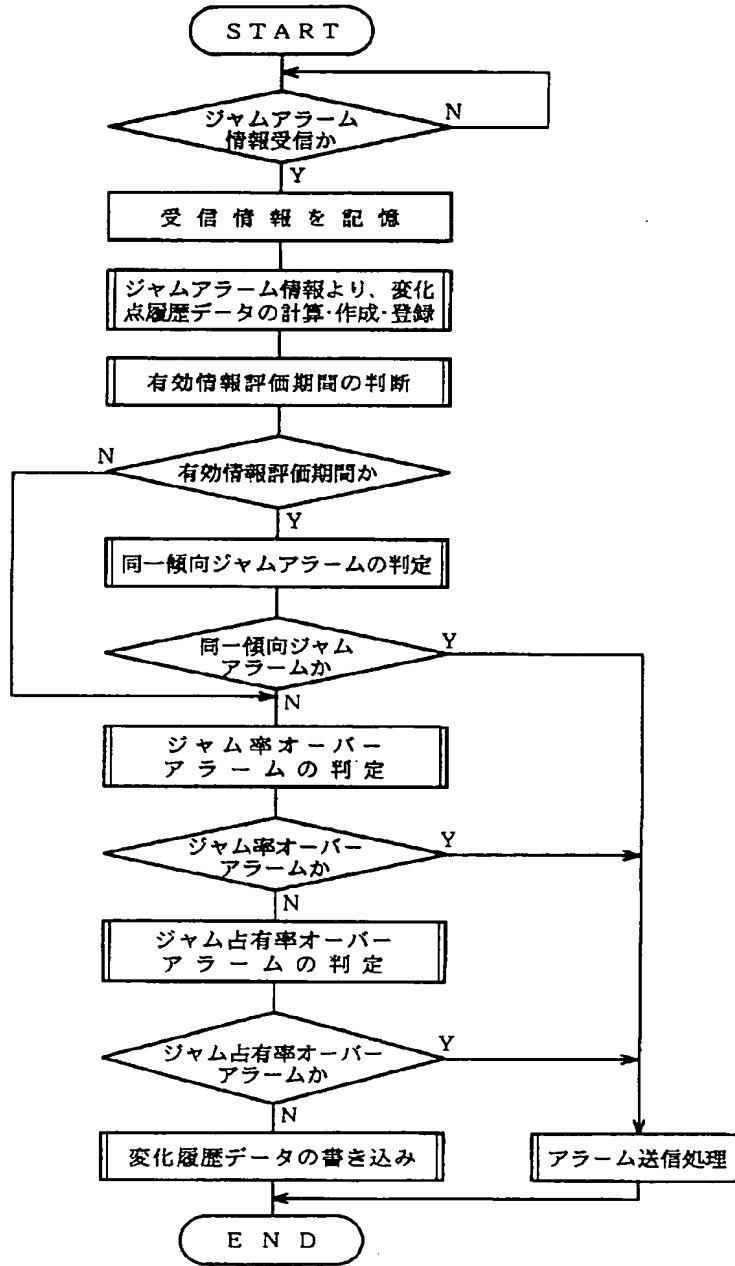 START
ジャムアラーム
情報受信か
N
Y
受信情報を記憶
ジャムアラーム情報より、変化
点履歴データの計算・作成・登録
有効情報評価期間の判断
N
有効情報評価期間か
Y
同一傾向ジャムアラームの判定
同一傾向ジャム
アラームか
Y
N
ジャム率オーバー
アラームの判定
ジャム率オーバー
アラームか
Y
N
ジャム占有率オーバー
アラームの判定
ジャム占有率オーバー
アラームか
Y
N
変化履歴データの書き込み
アラーム送信処理
END